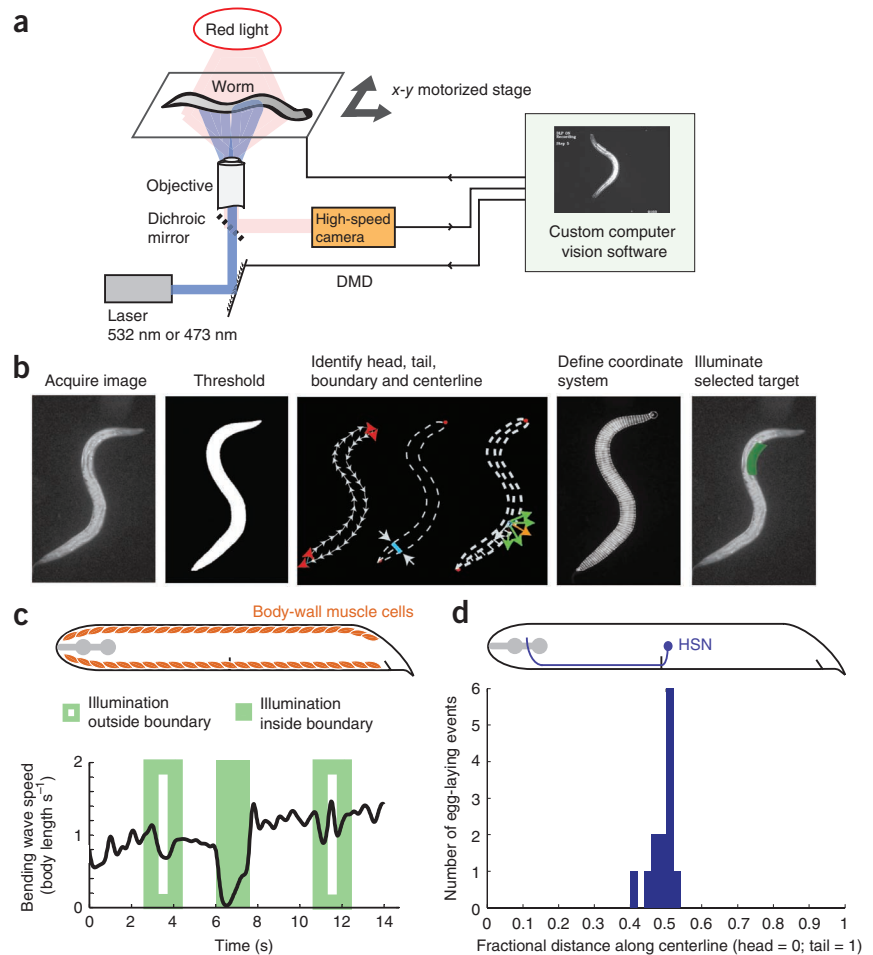 a
Red light
Worm
x-y motorized stage
Objective
Dichroic
mirror
High-speed
camera
Custom computer
vision software
DMD
Laser
532 nm or 473 nm
b
Acquire image
Threshold
Identify head, tail,
boundary and centerline
Define coordinate
system
Illuminate
selected target
c
Body-wall muscle cells
Illumination
outside boundary
Illumination
inside boundary
Bending wave speed
(body length s⁻¹)
2
1
0
0 2 4 6 8 10 12 14
Time (s)
d
HSN
Number of egg-laying events
6
5
4
3
2
1
0
0 0.1 0.2 0.3 0.4 0.5 0.6 0.7 0.8 0.9 1
Fractional distance along centerline (head = 0; tail = 1)